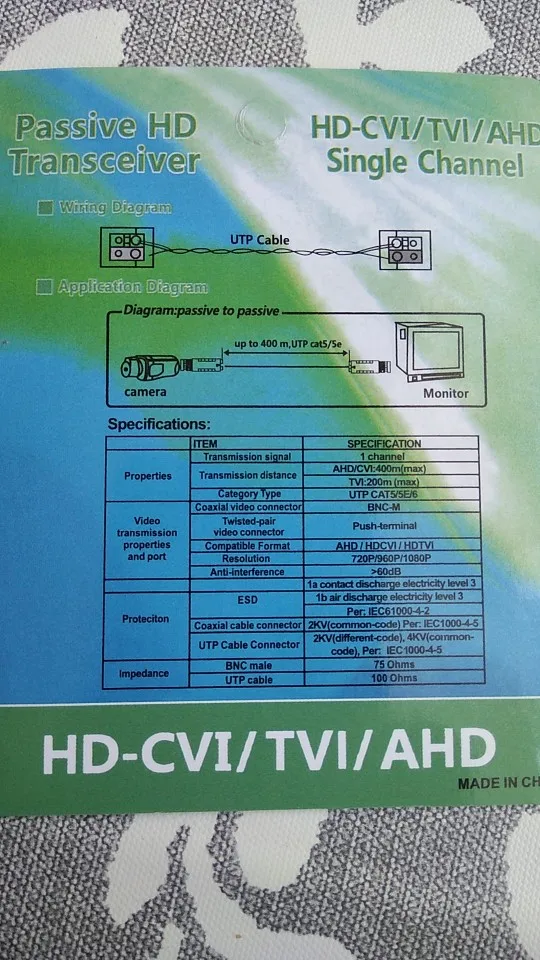 Passive HD
Transceiver
HD-CVI/TVI/AHD
Single Channel
Wiring Diagram
UTP Cable
Application Diagram
Diagram:passive to passive
up to 400 m,UTP cat5/5e
camera
Monitor
Specifications:
ITEM SPECIFICATION
Properties
Transmission signal 1 channel
Transmission distance AHD/CVI:400m(max)
TVI:200m (max)
Category Type UTP CAT5/5E/6
Video
transmission
properties
and port
Coaxial video connector BNC-M
Twisted-pair
video connector Push-terminal
Compatible Format AHD / HDCVI / HDTVI
Resolution 720P/960P/1080P
Anti-interference >60dB
Proteciton
ESD 1a contact discharge electricity level 3
1b air discharge electricity level 3
Per: IEC61000-4-2
Coaxial cable connector 2KV(common-code) Per: IEC1000-4-5
UTP Cable Connector 2KV(different-code), 4KV(common-
code), Per: IEC1000-4-5
Impedance
BNC male 75 Ohms
UTP cable 100 Ohms
HD-CVI/TVI/AHD
MADE IN CH